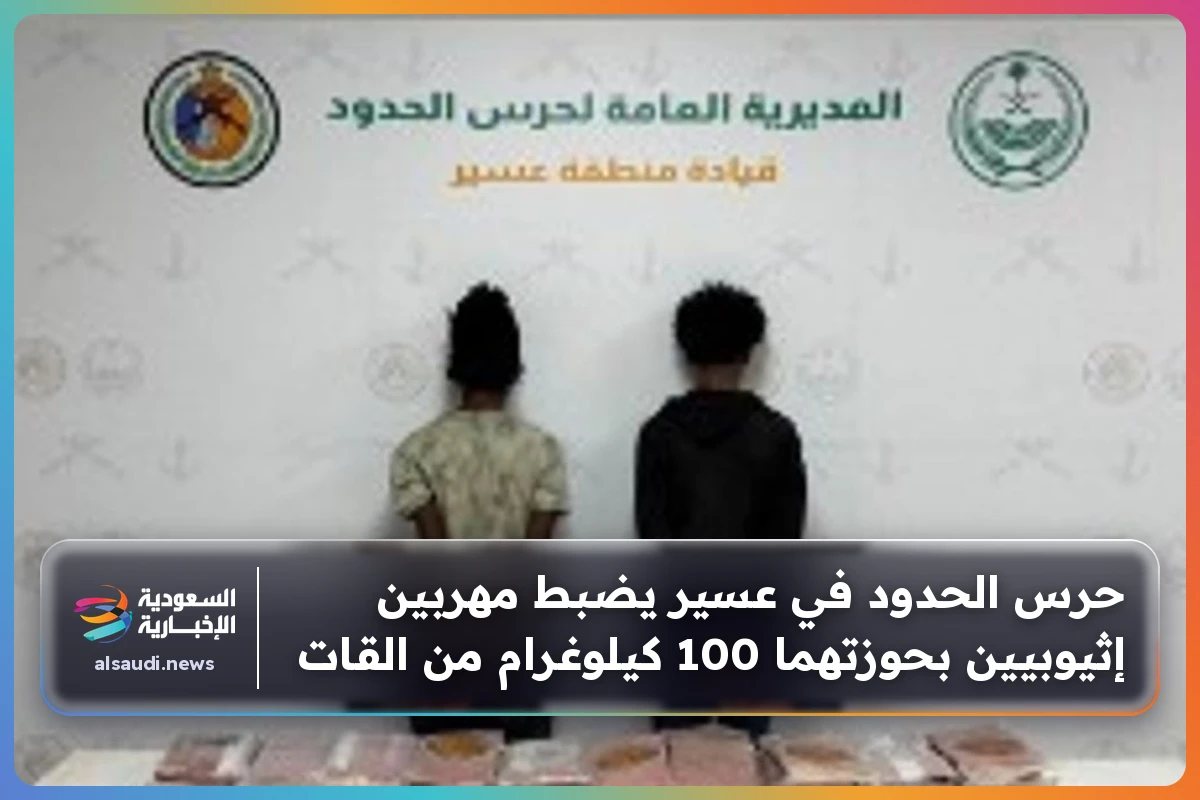 المديرية العامة لحرس الحدود
قيادة منطقة عسير
حرس الحدود في عسير يضبط مهربين
إثيوبيين بحوزتهما 100 كيلوغرام من القات
السعودية
الإخبارية
alsaudi.news